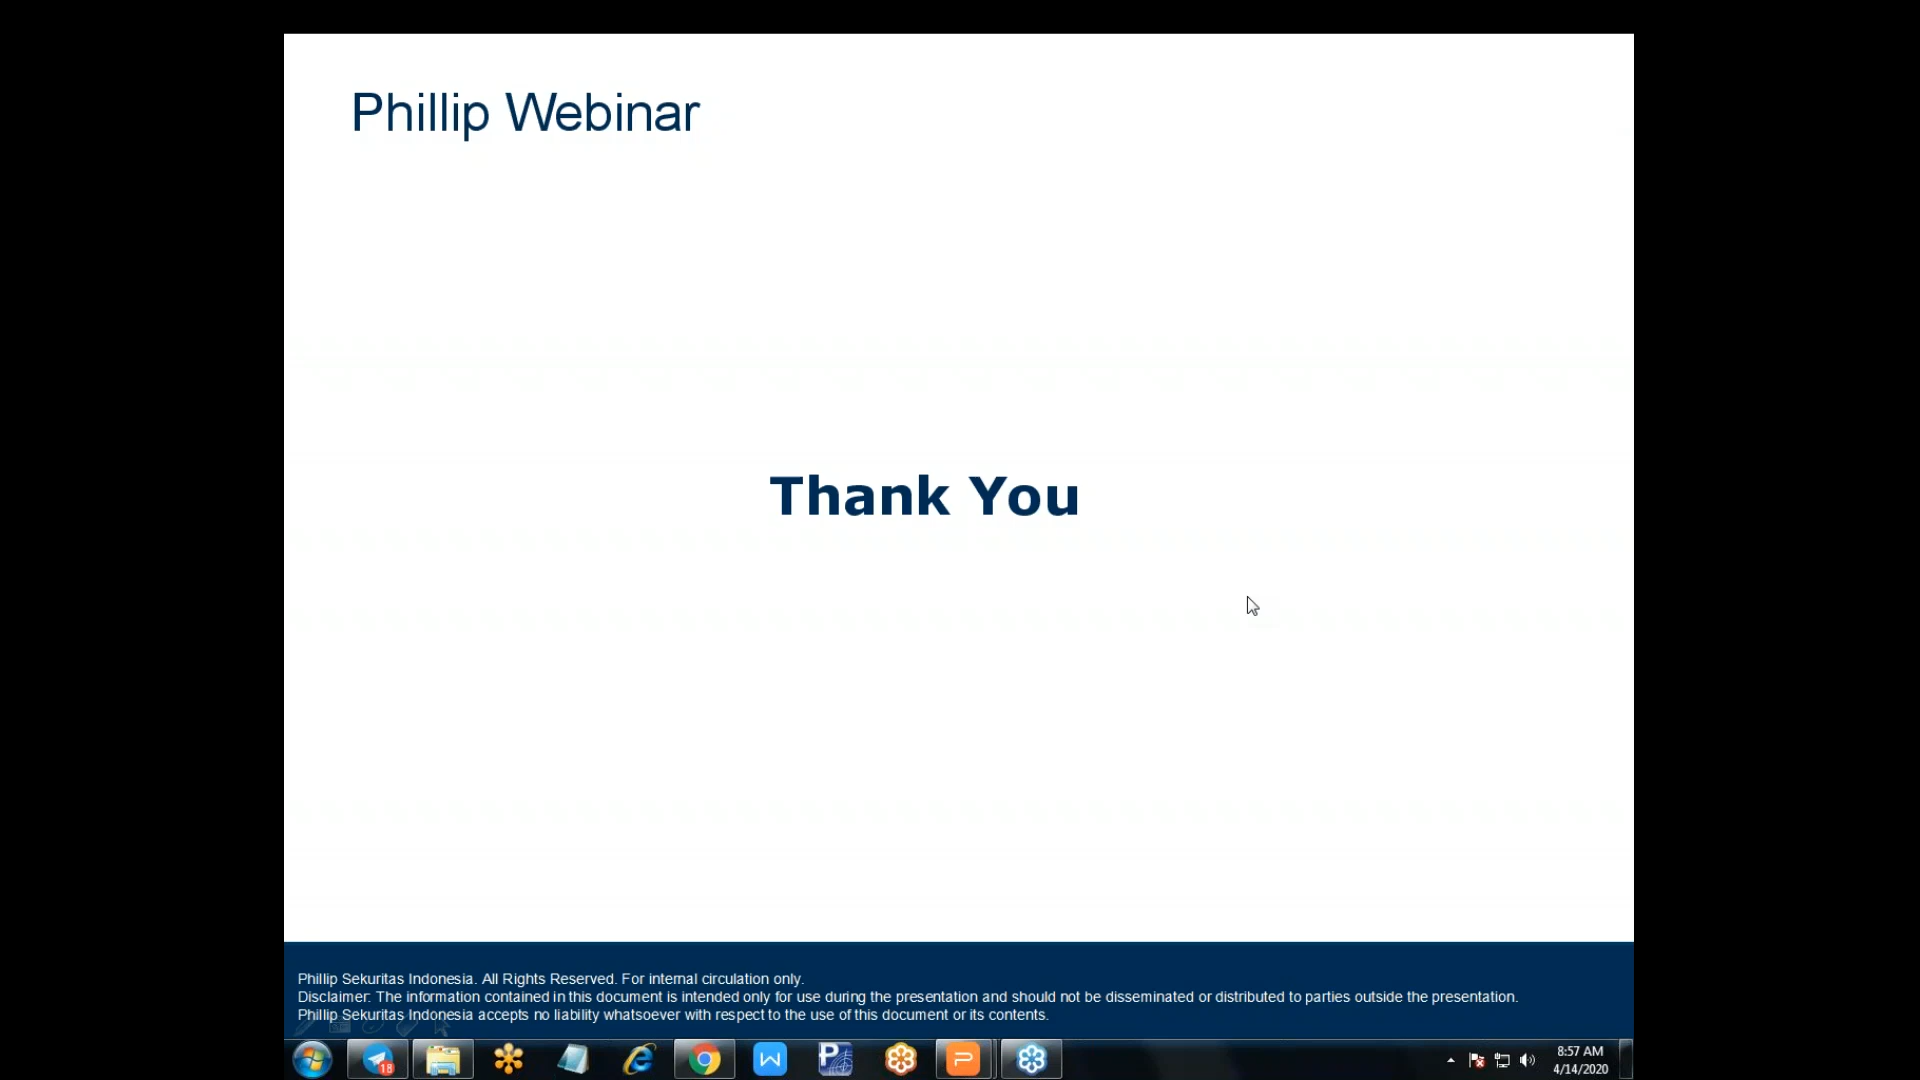 Phillip Webinar
Thank You
Phillip Sekuritas Indonesia. All Rights Reserved. For internal circulation only.
Disclaimer: The information contained in this document is intended only for use during the presentation and should not be disseminated or distributed to parties outside the presentation.
Phillip Sekuritas Indonesia accepts no liability whatsoever with respect to the use of this document or its contents.
18
8:57 AM
4/14/2020